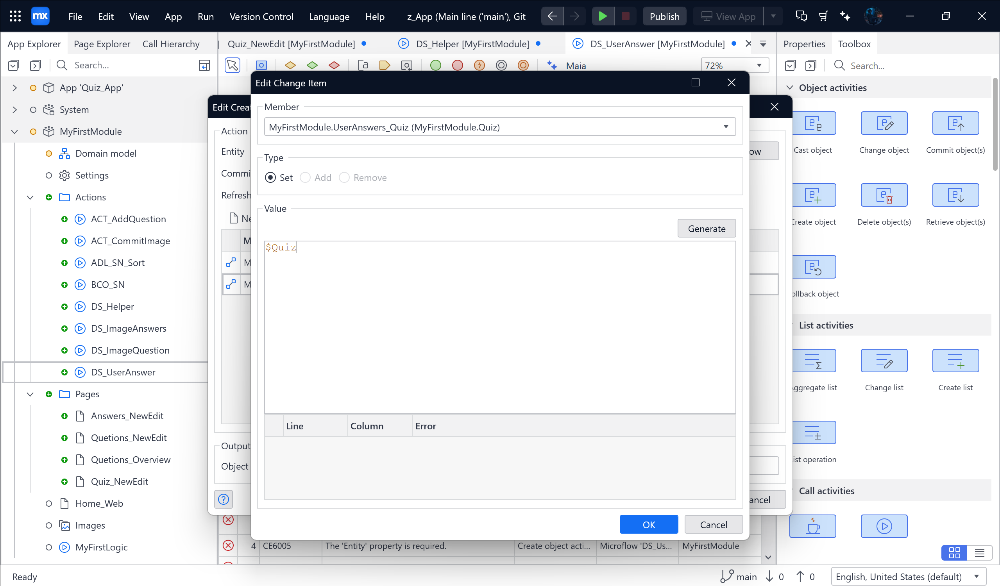 mx File Edit View App Run Version Control Language Help z_App (Main line ('main'), Git Publish View App
App Explorer Page Explorer Call Hierarchy
Quiz_NewEdit [MyFirstModule] DS_Helper [MyFirstModule] DS_UserAnswer [MyFirstModule]
Properties Toolbox
Search...
Maia 72%
Search...
App 'Quiz_App'
System
MyFirstModule
Domain model
Settings
Actions
ACT_AddQuestion
ACT_CommitImage
ADL_SN_Sort
BCO_SN
DS_Helper
DS_ImageAnswers
DS_ImageQuestion
DS_UserAnswer
Pages
Answers_NewEdit
Quetions_NewEdit
Quetions_Overview
Quiz_NewEdit
Home_Web
Images
MyFirstLogic
Edit Creat
Action
Entity
Commi
Refresh
Ne
M
M
M
Output
Object
ow
ancel
Edit Change Item
Member
MyFirstModule.UserAnswers_Quiz (MyFirstModule.Quiz)
Type
Set Add Remove
Value
Generate
$Quiz
Line Column Error
OK Cancel
4 CE6005 The 'Entity' property is required. Create object acti... Microflow 'DS_Us... MyFirstModule
Object activities
Cast object Change object Commit object(s)
Create object Delete object(s) Retrieve object(s)
ollback object
List activities
Aggregate list Change list Create list
ist operation
Call activities
Ready main 0 0 English, United States (default)